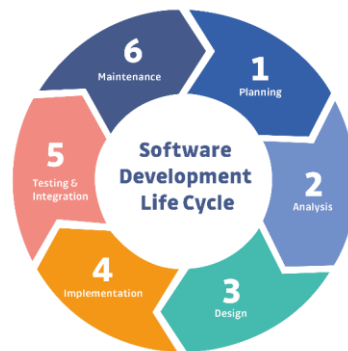 Software
Development
Life Cycle
1
Planning
2
Analysis
3
Design
4
Implementation
5
Testing &
Integration
6
Maintenance